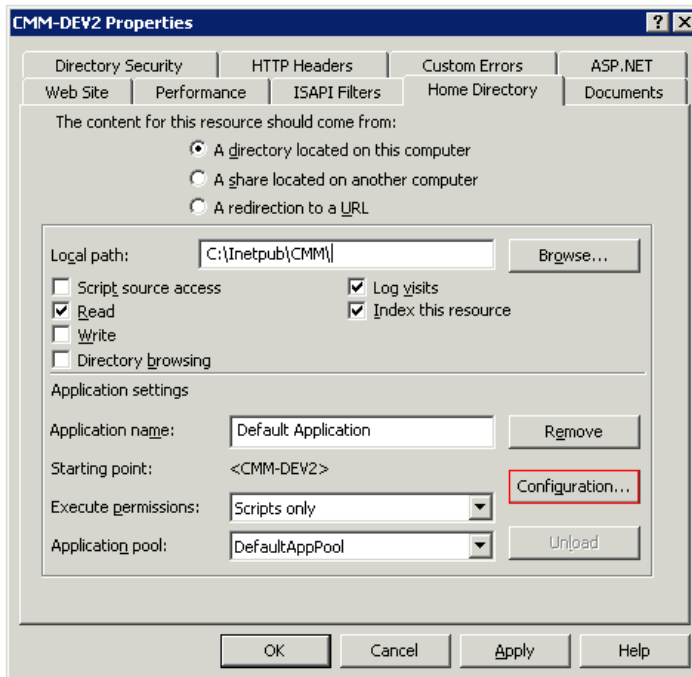 CMM-DEV2 Properties
Directory Security HTTP Headers Custom Errors ASP.NET
Web Site Performance ISAPI Filters Home Directory Documents
The content for this resource should come from:
A directory located on this computer
A share located on another computer
A redirection to a URL
Local path: C:\Inetpub\CMM\ Browse...
Script source access Log visits
Read Index this resource
Write
Directory browsing
Application settings
Application name: Default Application Remove
Starting point: <CMM-DEV2>
Configuration...
Execute permissions: Scripts only
Application pool: DefaultAppPool Unload
OK Cancel Apply Help